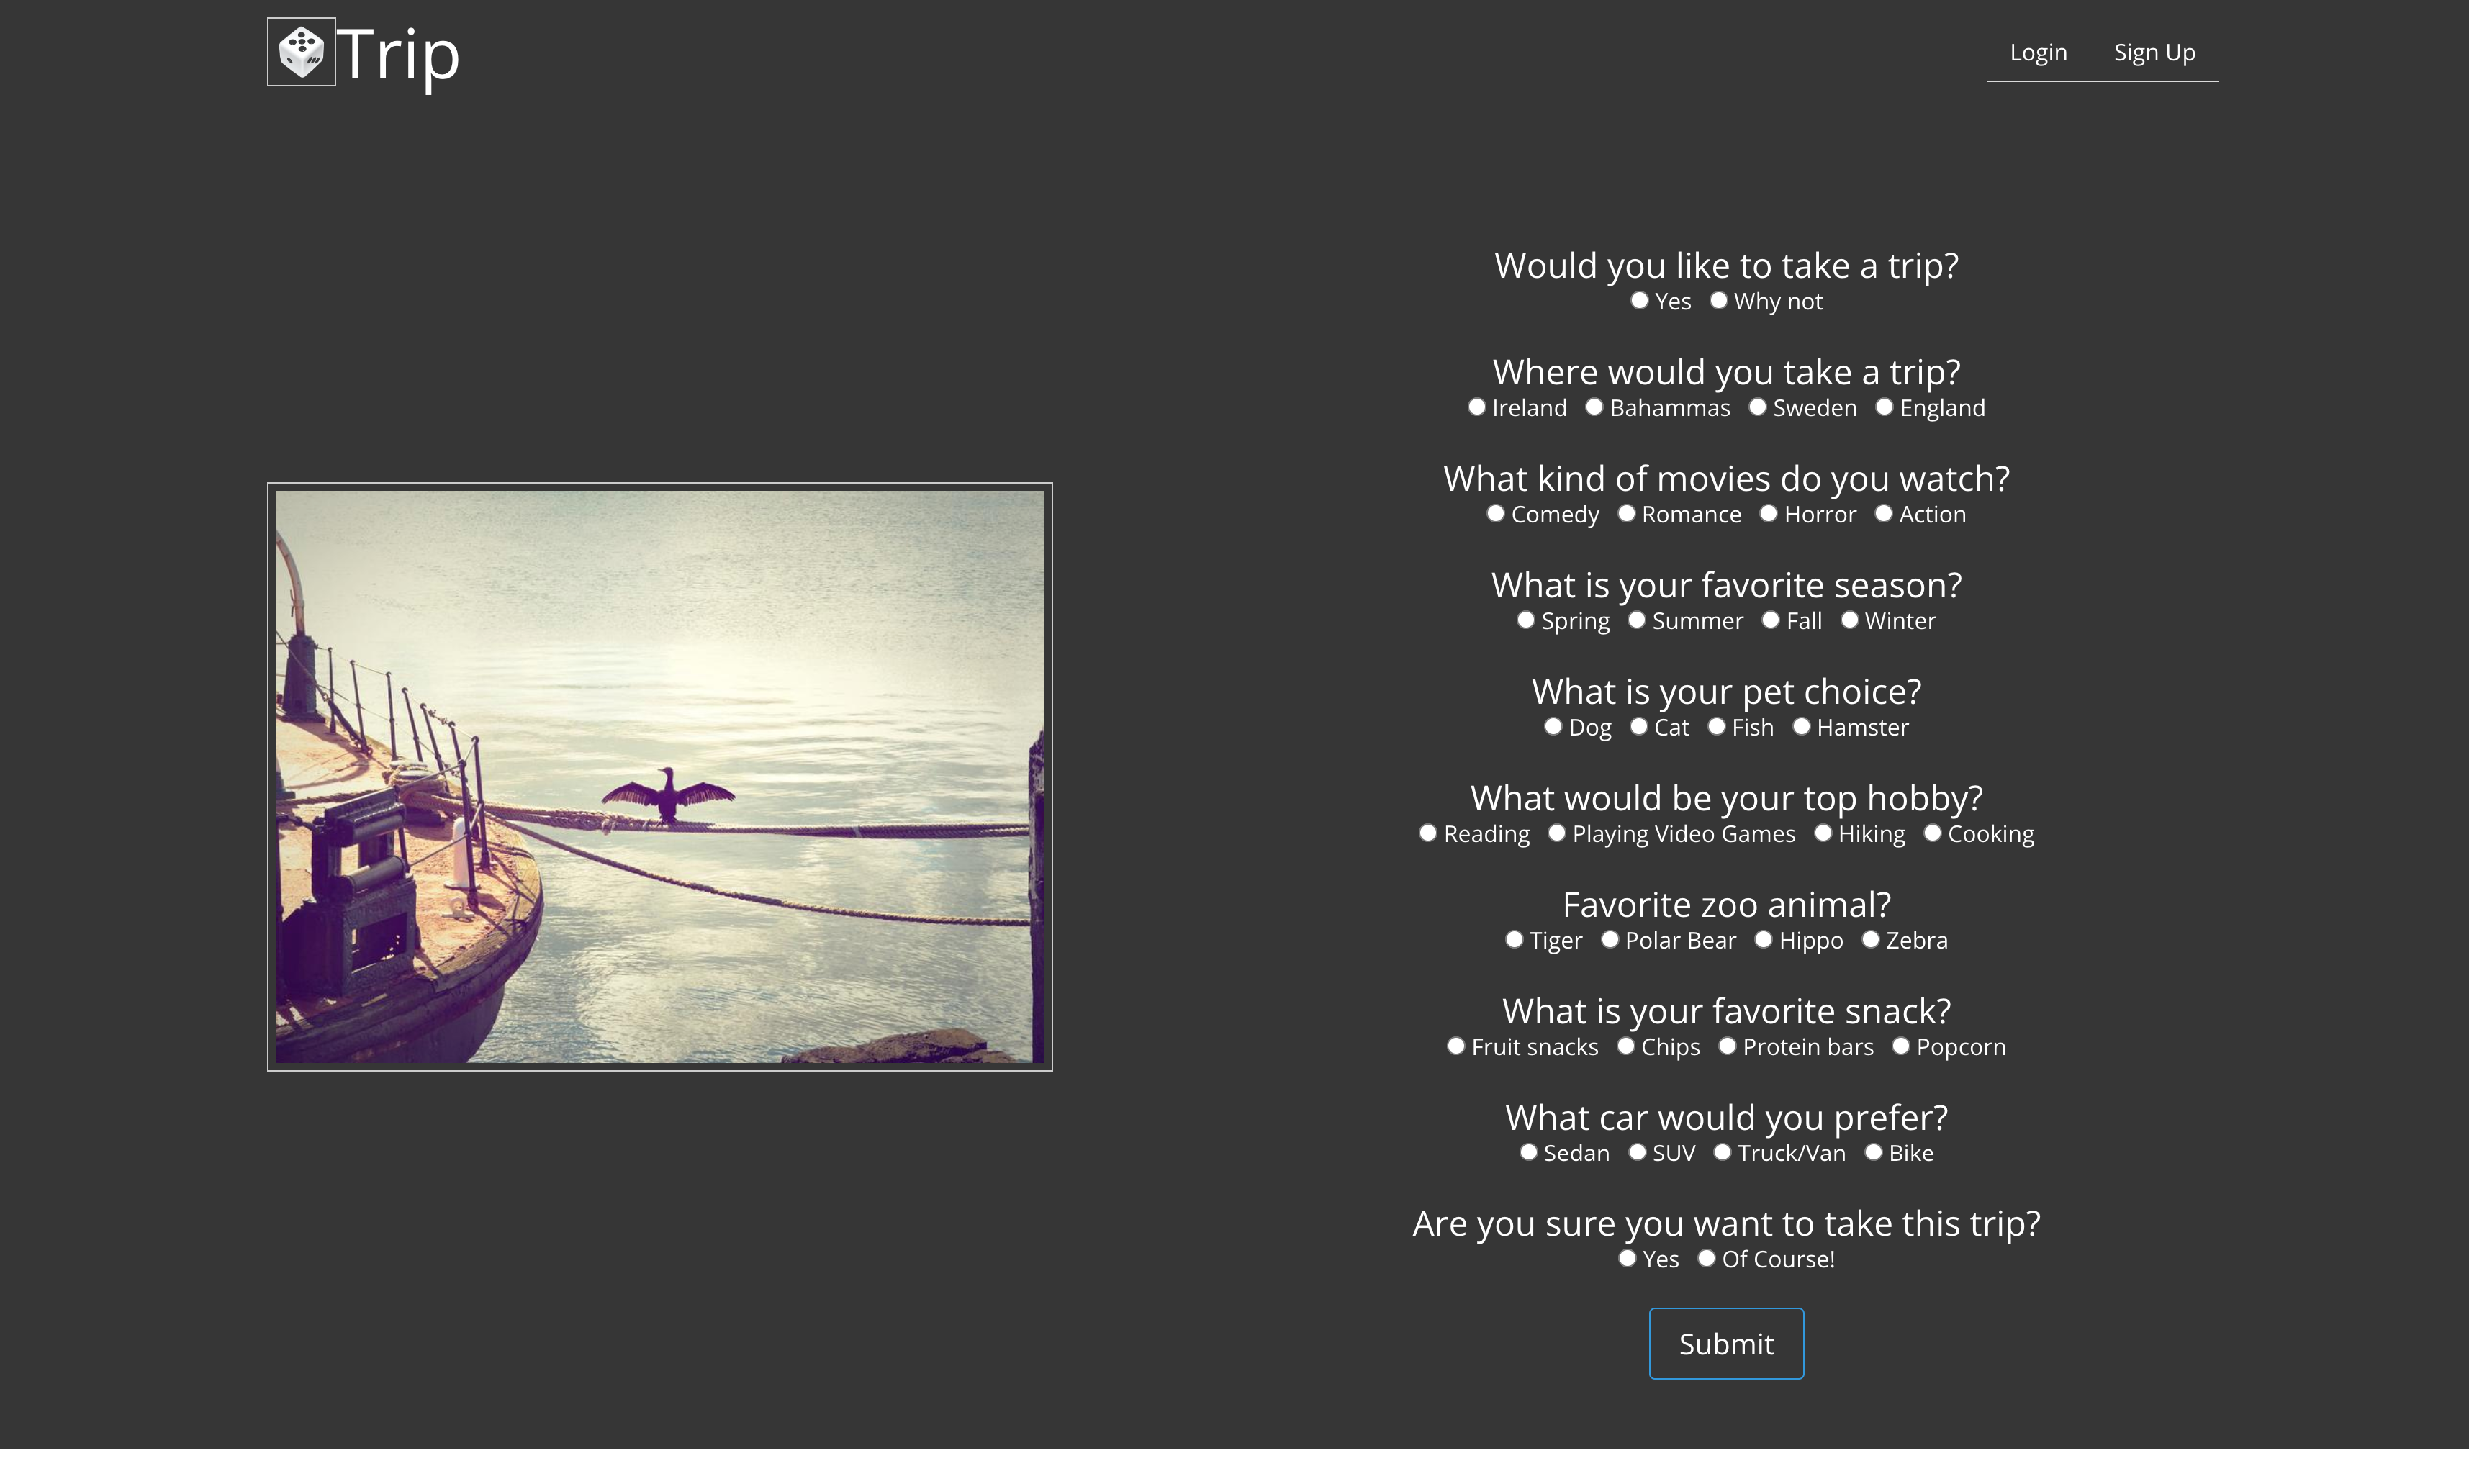 Trip
Login Sign Up
Would you like to take a trip?
Yes Why not
Where would you take a trip?
Ireland Bahammas Sweden England
What kind of movies do you watch?
Comedy Romance Horror Action
What is your favorite season?
Spring Summer Fall Winter
What is your pet choice?
Dog Cat Fish Hamster
What would be your top hobby?
Reading Playing Video Games Hiking Cooking
Favorite zoo animal?
Tiger Polar Bear Hippo Zebra
What is your favorite snack?
Fruit snacks Chips Protein bars Popcorn
What car would you prefer?
Sedan SUV Truck/Van Bike
Are you sure you want to take this trip?
Yes Of Course!
Submit